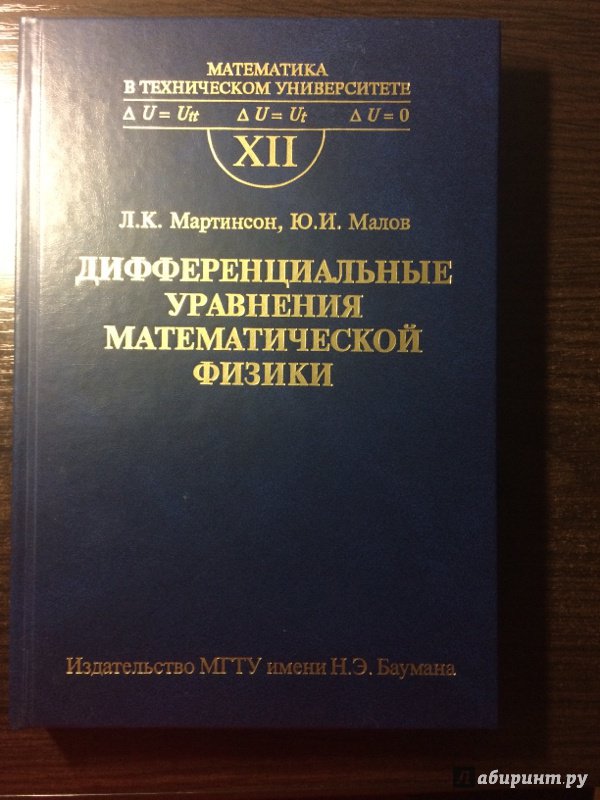 МАТЕМАТИКА
В ТЕХНИЧЕСКОМ УНИВЕРСИТЕТЕ
Δ U = Utt Δ U = Ut Δ U = 0
XII
Л.К. Мартинсон, Ю.И. Малов
ДИФФЕРЕНЦИАЛЬНЫЕ
УРАВНЕНИЯ
МАТЕМАТИЧЕСКОЙ
ФИЗИКИ
Издательство МГТУ имени Н.Э. Баумана
лабиринт.ру